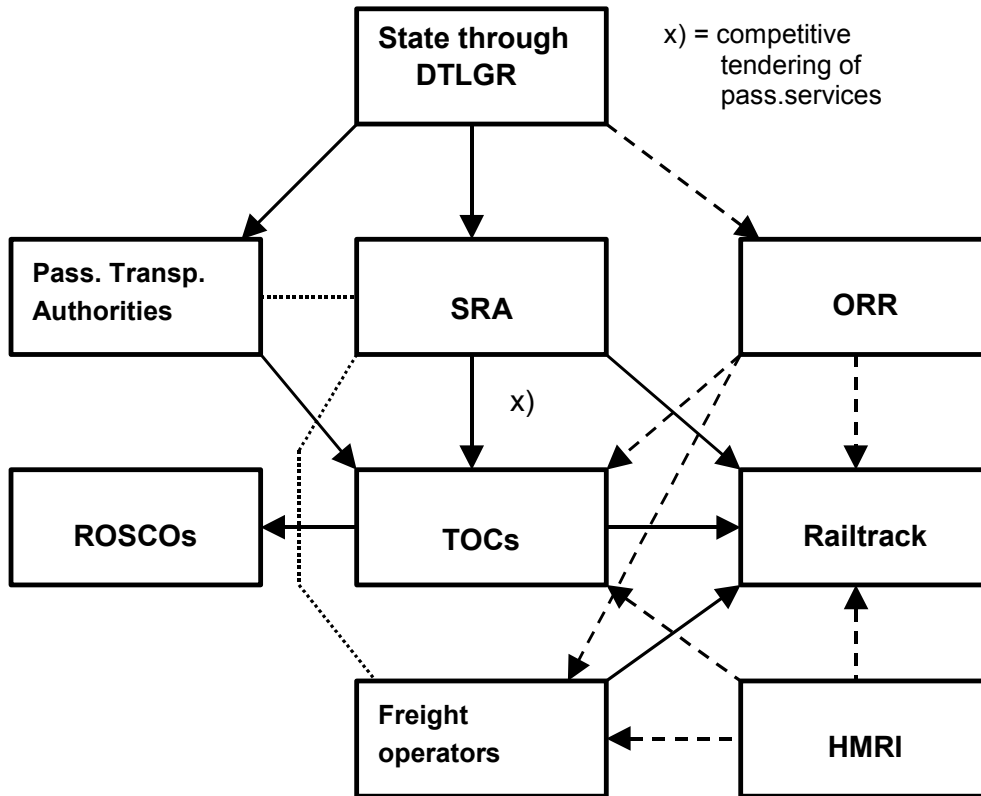 State through
DTLGR
x) = competitive
tendering of
pass.services
Pass. Transp.
Authorities
SRA
ORR
x)
ROSCOs
TOCs
Railtrack
Freight
operators
HMRI